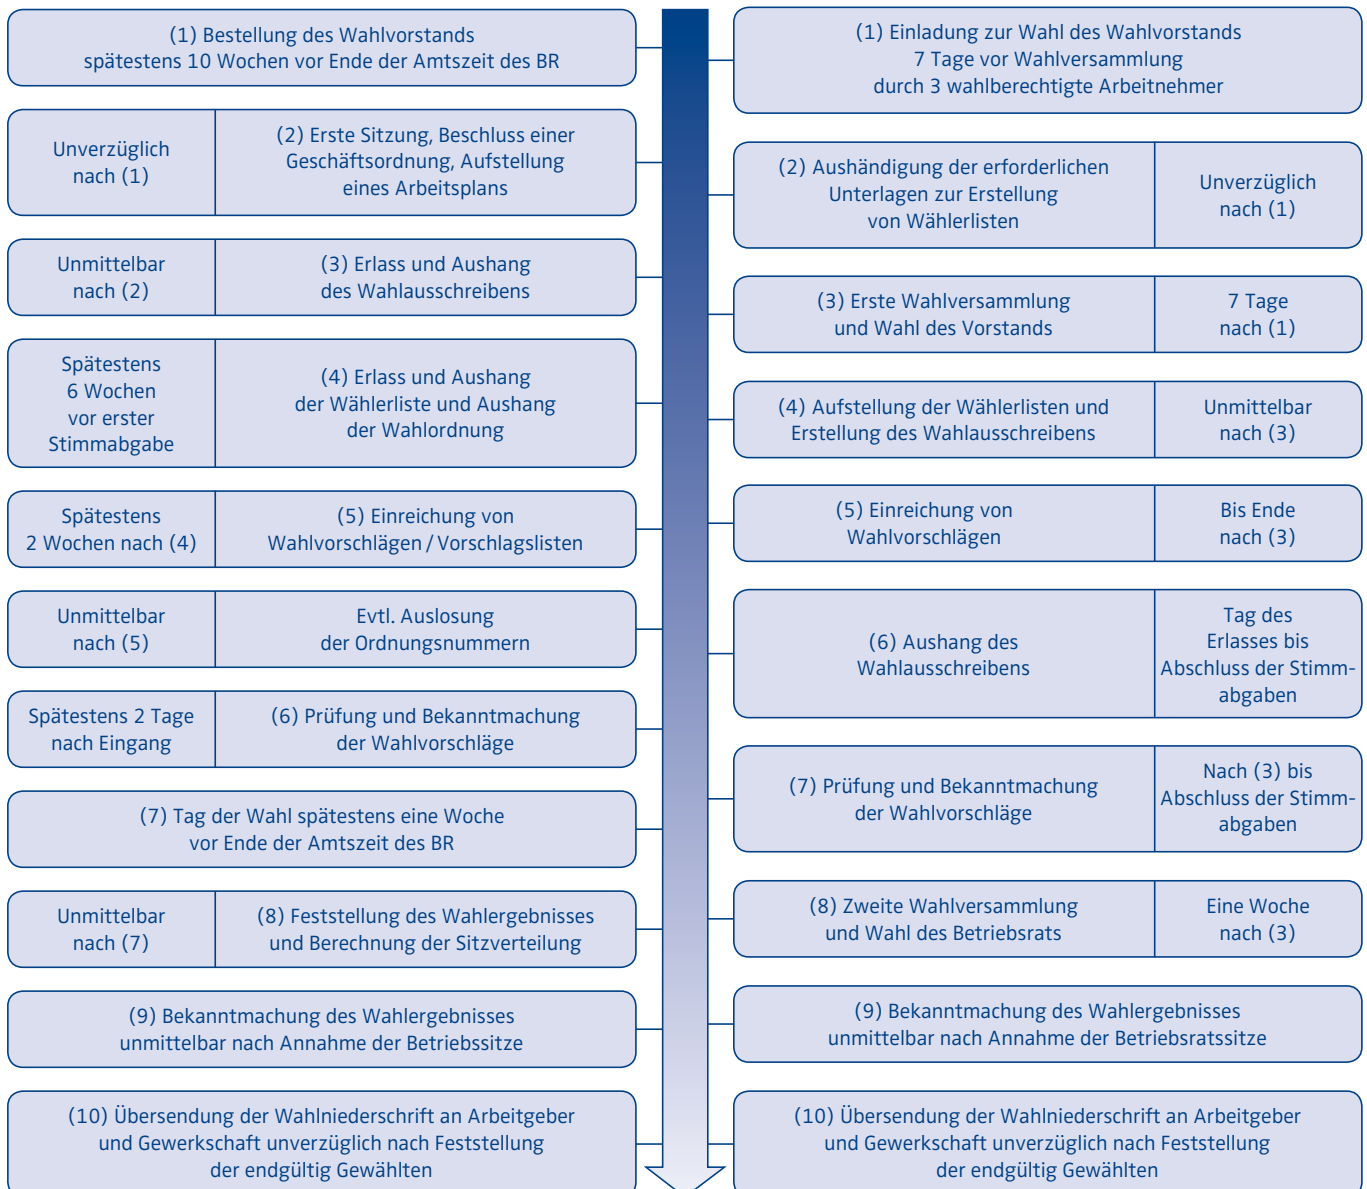 (1) Bestellung des Wahlvorstands
spätestens 10 Wochen vor Ende der Amtszeit des BR
Unverzüglich
nach (1)
(2) Erste Sitzung, Beschluss einer
Geschäftsordnung, Aufstellung
eines Arbeitsplans
Unmittelbar
nach (2)
(3) Erlass und Aushang
des Wahlausschreibens
Spätestens
6 Wochen
vor erster
Stimmabgabe
(4) Erlass und Aushang
der Wählerliste und Aushang
der Wahlordnung
Spätestens
2 Wochen nach (4)
(5) Einreichung von
Wahlvorschlägen / Vorschlagslisten
Unmittelbar
nach (5)
Evtl. Auslosung
der Ordnungsnummern
Spätestens 2 Tage
nach Eingang
(6) Prüfung und Bekanntmachung
der Wahlvorschläge
(7) Tag der Wahl spätestens eine Woche
vor Ende der Amtszeit des BR
Unmittelbar
nach (7)
(8) Feststellung des Wahlergebnisses
und Berechnung der Sitzverteilung
(9) Bekanntmachung des Wahlergebnisses
unmittelbar nach Annahme der Betriebssitze
(10) Übersendung der Wahlniederschrift an Arbeitgeber
und Gewerkschaft unverzüglich nach Feststellung
der endgültig Gewählten
(1) Einladung zur Wahl des Wahlvorstands
7 Tage vor Wahlversammlung
durch 3 wahlberechtigte Arbeitnehmer
(2) Aushändigung der erforderlichen
Unterlagen zur Erstellung
von Wählerlisten
Unverzüglich
nach (1)
(3) Erste Wahlversammlung
und Wahl des Vorstands
7 Tage
nach (1)
(4) Aufstellung der Wählerlisten und
Erstellung des Wahlausschreibens
Unmittelbar
nach (3)
(5) Einreichung von
Wahlvorschlägen
Bis Ende
nach (3)
(6) Aushang des
Wahlausschreibens
Tag des
Erlasses bis
Abschluss der Stimm-
abgaben
(7) Prüfung und Bekanntmachung
der Wahlvorschläge
Nach (3) bis
Abschluss der Stimm-
abgaben
(8) Zweite Wahlversammlung
und Wahl des Betriebsrats
Eine Woche
nach (3)
(9) Bekanntmachung des Wahlergebnisses
unmittelbar nach Annahme der Betriebsratssitze
(10) Übersendung der Wahlniederschrift an Arbeitgeber
und Gewerkschaft unverzüglich nach Feststellung
der endgültig Gewählten